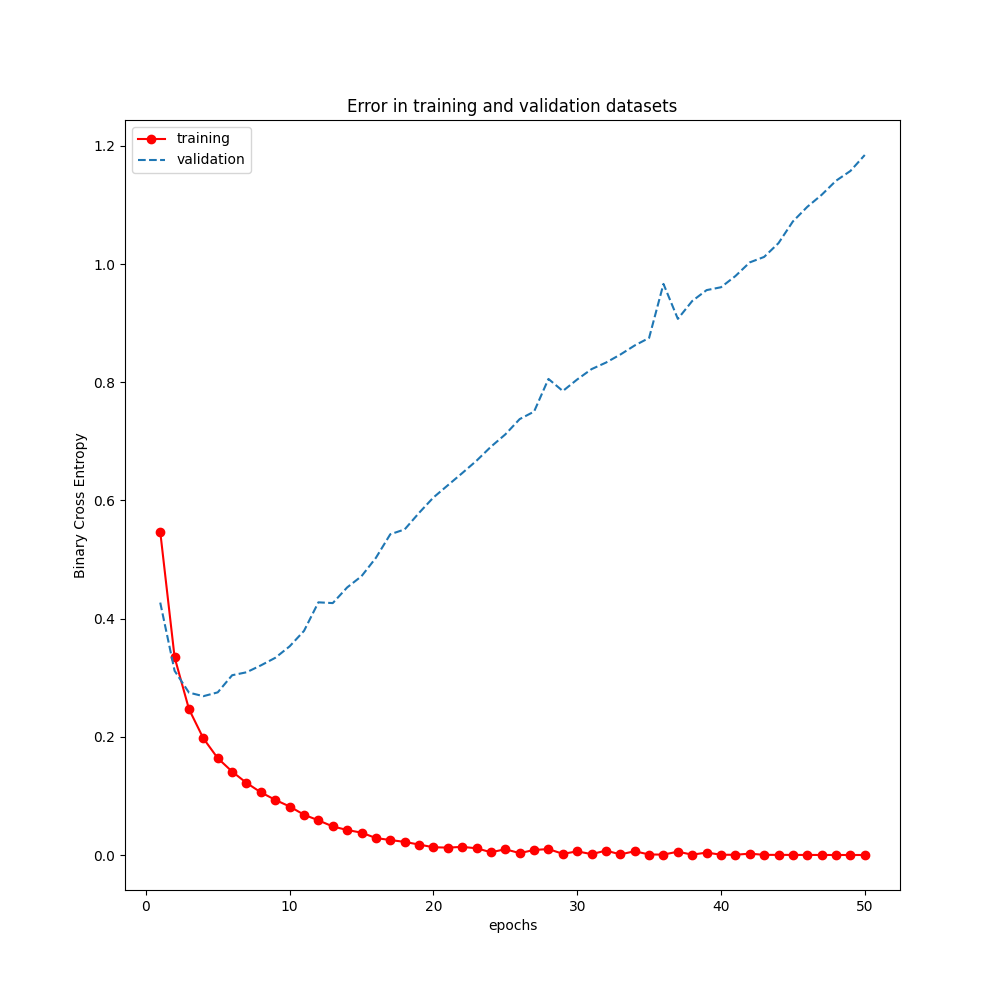 Error in training and validation datasets
training
validation
1.2
1.0
0.8
0.6
0.4
0.2
0.0
Binary Cross Entropy
0 10 20 30 40 50
epochs